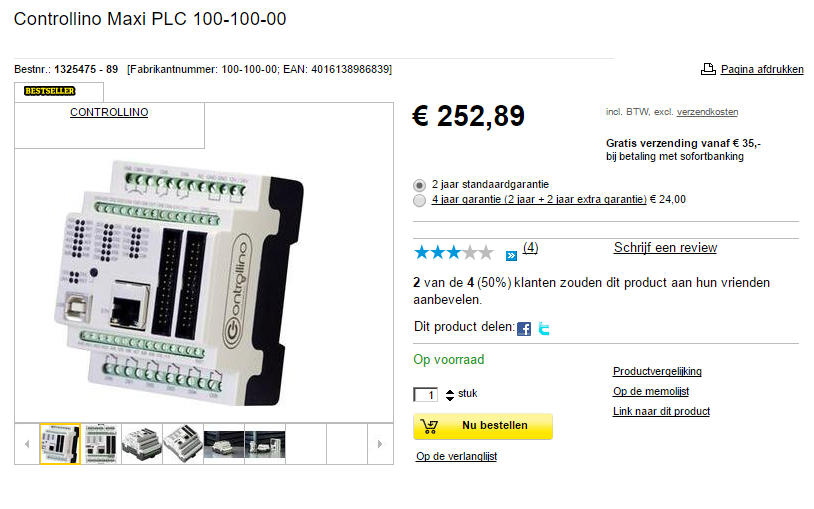 Controllino Maxi PLC 100-100-00
Bestnr.: 1325475 - 89 [Fabrikantnummer: 100-100-00; EAN: 4016138986839]
Pagina afdrukken
BESTSELLER
CONTROLLINO
€ 252,89
incl. BTW, excl. verzendkosten
Gratis verzending vanaf € 35,-
bij betaling met sofortbanking
2 jaar standaardgarantie
4 jaar garantie (2 jaar + 2 jaar extra garantie) € 24,00
(4)
Schrijf een review
2 van de 4 (50%) klanten zouden dit product aan hun vrienden
aanbevelen.
Dit product delen:
Controllino
Op voorraad
1 stuk
Nu bestellen
Op de verlanglijst
Productvergelijking
Op de memolijst
Link naar dit product